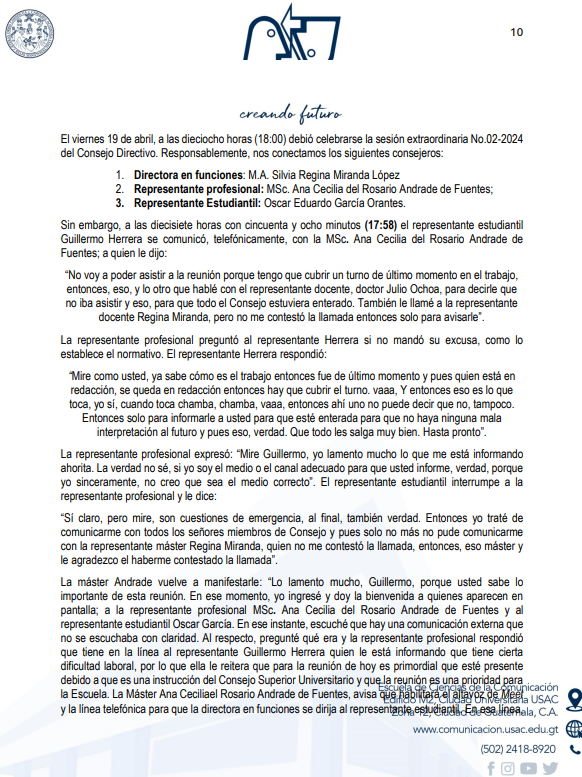 10
creando futuro
El viernes 19 de abril, a las dieciocho horas (18:00) debió celebrarse la sesión extraordinaria No.02-2024
del Consejo Directivo. Responsablemente, nos conectamos los siguientes consejeros:
1. Directora en funciones: M.A. Silvia Regina Miranda López
2. Representante profesional: MSc. Ana Cecilia del Rosario Andrade de Fuentes;
3. Representante Estudiantil: Oscar Eduardo García Orantes.
Sin embargo, a las diecisiete horas con cincuenta y ocho minutos (17:58) el representante estudiantil
Guillermo Herrera se comunicó, telefónicamente, con la MSc. Ana Cecilia del Rosario Andrade de
Fuentes; a quien le dijo:
“No voy a poder asistir a la reunión porque tengo que cubrir un turno de último momento en el trabajo,
entonces, eso, y lo otro que hablé con el representante docente, doctor Julio Ochoa, para decirle que
no iba asistir y eso, para que todo el Consejo estuviera enterado. También le llamé a la representante
docente Regina Miranda, pero no me contestó la llamada entonces solo para avisarle”.
La representante profesional preguntó al representante Herrera si no mandó su excusa, como lo
establece el normativo. El representante Herrera respondió:
“Mire como usted, ya sabe cómo es el trabajo entonces fue de último momento y pues quien está en
redacción, se queda en redacción entonces hay que cubrir el turno. vaaa, Y entonces eso es lo que
toca, yo sí, cuando toca chamba, chamba, vaaa, entonces ahí uno no puede decir que no, tampoco.
Entonces solo para informarle a usted para que esté enterada para que no haya ninguna mala
interpretación al futuro y pues eso, verdad. Que todo les salga muy bien. Hasta pronto”.
La representante profesional expresó: “Mire Guillermo, yo lamento mucho lo que me está informando
ahorita. La verdad no sé, si yo soy el medio o el canal adecuado para que usted informe, verdad, porque
yo sinceramente, no creo que sea el medio correcto”. El representante estudiantil interrumpe a la
representante profesional y le dice:
“Sí claro, pero mire, son cuestiones de emergencia, al final, también verdad. Entonces yo traté de
comunicarme con todos los señores miembros de Consejo y pues solo no más no pude comunicarme
con la representante máster Regina Miranda, quien no me contestó la llamada, entonces, eso máster y
le agradezco el haberme contestado la llamada”.
La máster Andrade vuelve a manifestarle: “Lo lamento mucho, Guillermo, porque usted sabe lo
importante de esta reunión. En ese momento, yo ingresé y doy la bienvenida a quienes aparecen en
pantalla; a la representante profesional MSc. Ana Cecilia del Rosario Andrade de Fuentes y al
representante estudiantil Oscar García. En ese instante, escuché que hay una comunicación externa que
no se escuchaba con claridad. Al respecto, pregunté qué era y la representante profesional respondió
que tiene en la línea al representante Guillermo Herrera quien le está informando que tiene cierta
dificultad laboral, por lo que ella le reitera que para la reunión de hoy es primordial que esté presente
debido a que es una instrucción del Consejo Superior Universitario y que la reunión es una prioridad para
la Escuela. La Máster Ana Ceciliael Rosario Andrade de Fuentes, avisa que habilitará el altavoz de Meet
y la línea telefónica para que la directora en funciones se dirija al representante estudiantil. En esa línea,
Escuela de Ciencias de la Comunicación
Edificio M2, Ciudad Universitaria USAC
Zona 12, Ciudad de Guatemala, C.A.
www.comunicacion.usac.edu.gt
(502) 2418-8920